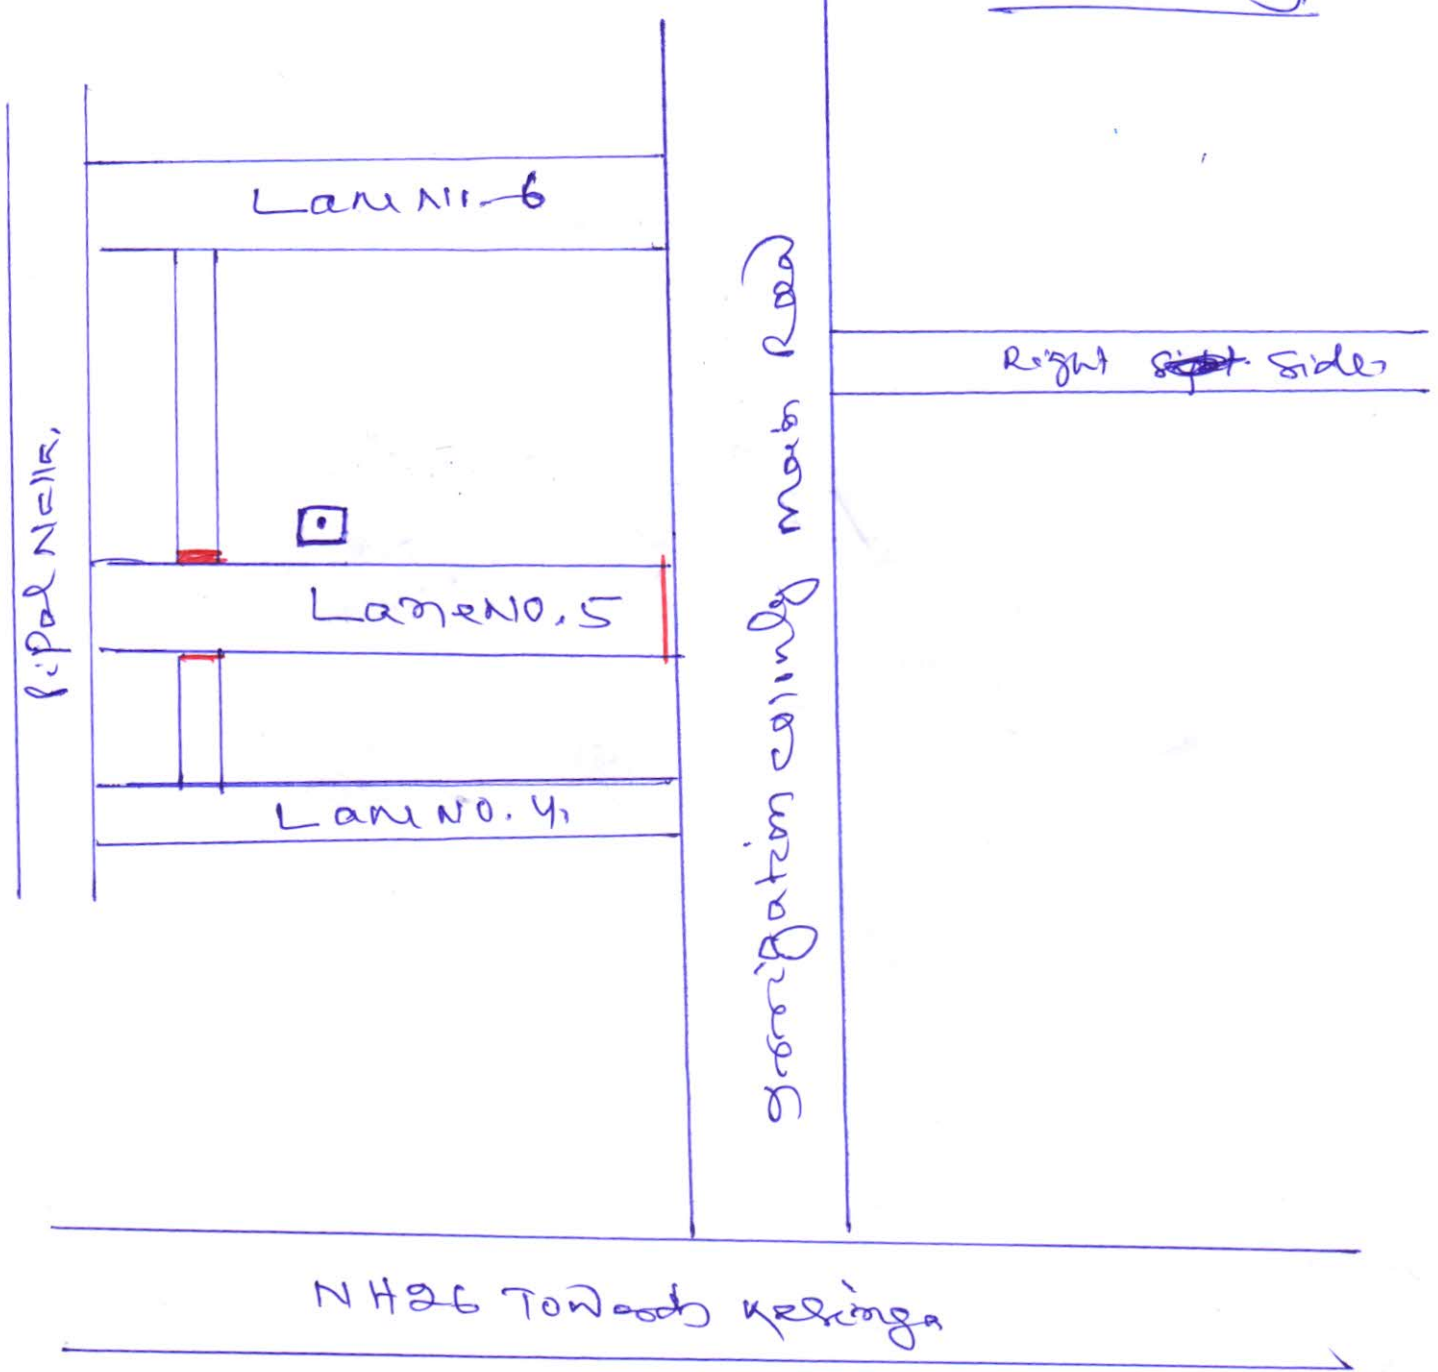 Lane No-6
Right Side,
Pipal Nalla,
Lane NO. 5
Lane NO. 4,
Irrigation Colony main Road
NH26 Towards Kesinga